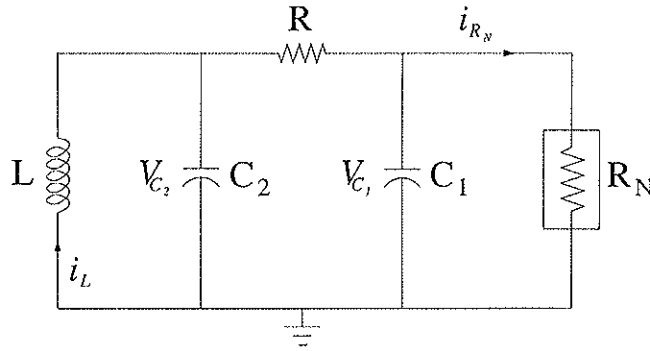 R
i_{R_N}
L
V_{C_2}
C_2
V_{C_1}
C_1
R_N
i_L